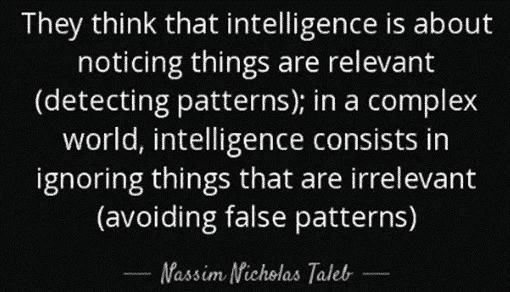 They think that intelligence is about
noticing things are relevant
(detecting patterns); in a complex
world, intelligence consists in
ignoring things that are irrelevant
(avoiding false patterns)
Nassim Nicholas Taleb